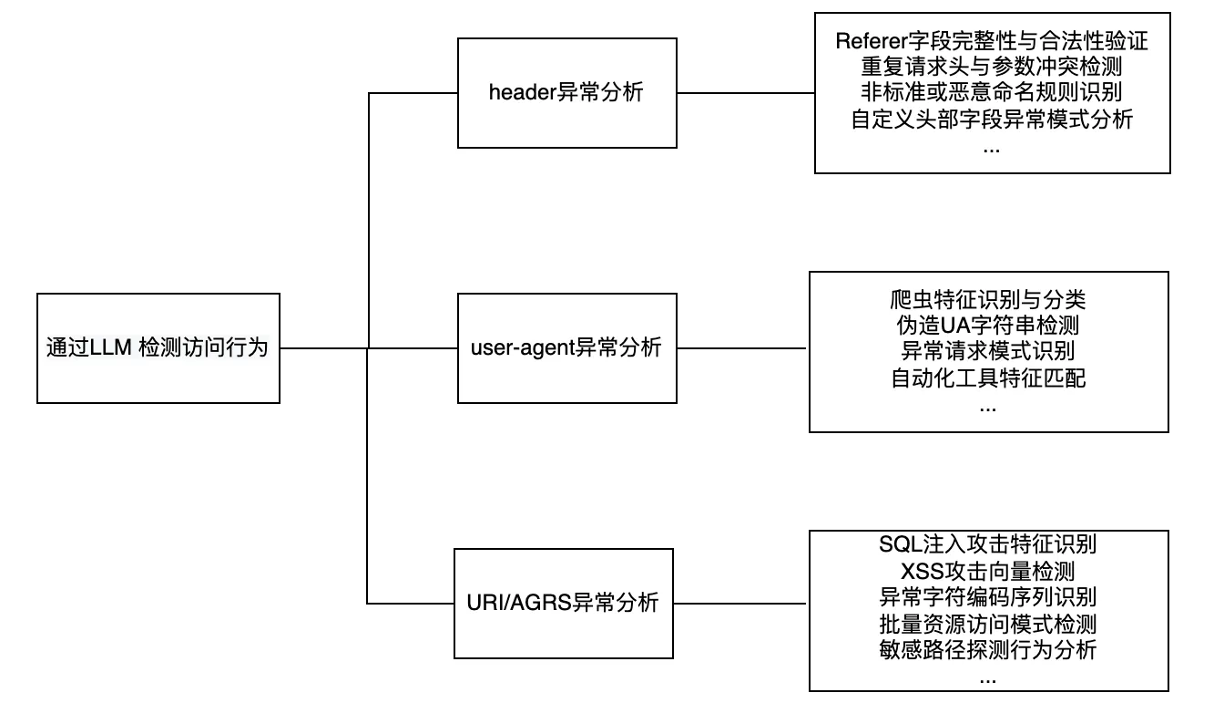 通过LLM 检测访问行为
header异常分析
Referer字段完整性与合法性验证
重复请求头与参数冲突检测
非标准或恶意命名规则识别
自定义头部字段异常模式分析
...
user-agent异常分析
爬虫特征识别与分类
伪造UA字符串检测
异常请求模式识别
自动化工具特征匹配
...
URI/AGRS异常分析
SQL注入攻击特征识别
XSS攻击向量检测
异常字符编码序列识别
批量资源访问模式检测
敏感路径探测行为分析
...